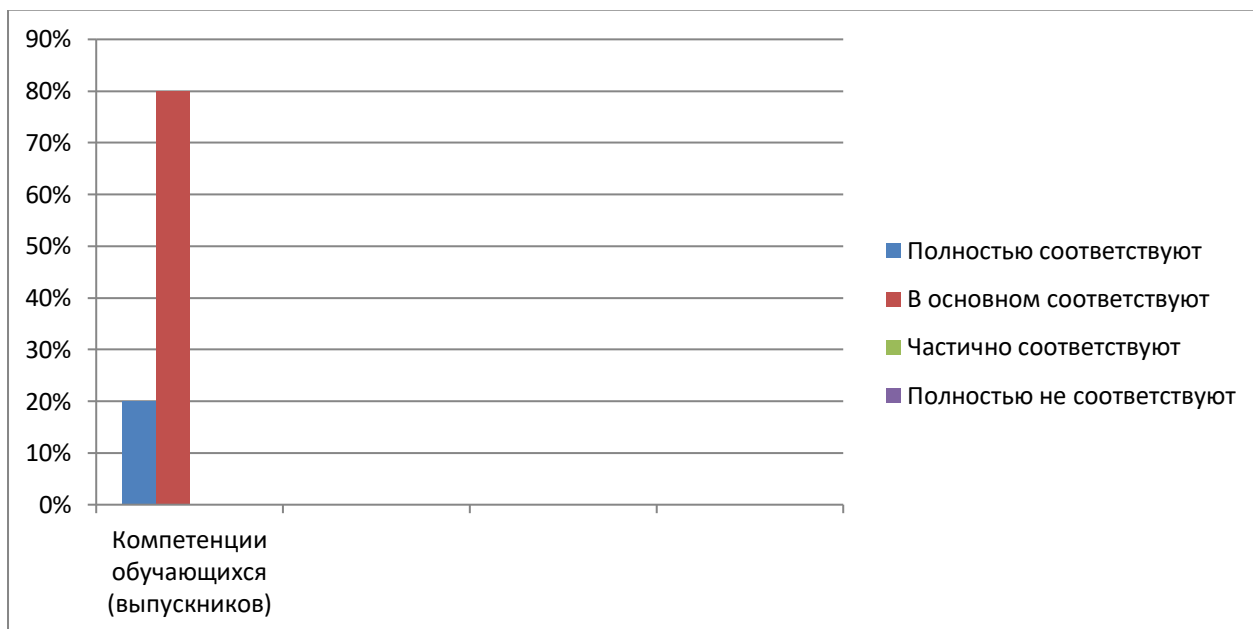 90%
80%
70%
60%
50%
40%
30%
20%
10%
0%
Компетенции
обучающихся
(выпускников)
Полностью соответствуют
В основном соответствуют
Частично соответствуют
Полностью не соответствуют